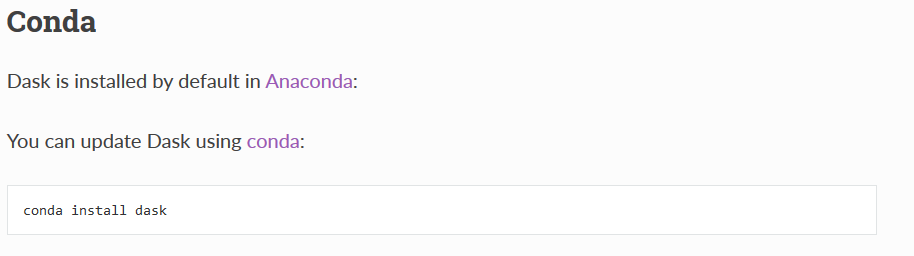 Conda
Dask is installed by default in Anaconda:
You can update Dask using conda:
conda install dask